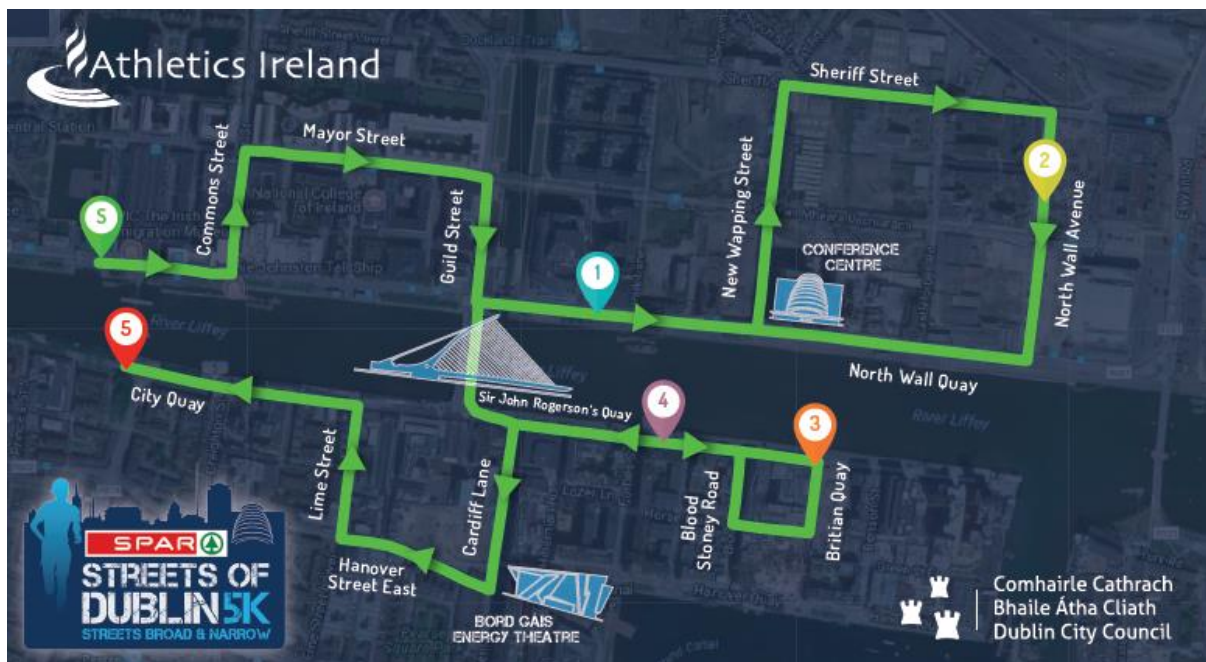 Athletics Ireland
Sheriff Street
Mayor Street
Commons Street
S
2
Guild Street
New Wapping Street
North Wall Avenue
CONFERENCE
CENTRE
1
5
River Liffey
North Wall Quay
City Quay
Sir John Rogerson's Quay
4
3
River Liffey
Lime Street
Cardiff Lane
Blood
Stoney Road
Britian Quay
Hanover
Street East
BORD GÁIS
ENERGY THEATRE
SPAR
STREETS OF
DUBLIN 5K
STREETS BROAD & NARROW
Comhairle Cathrach
Bhaile Átha Cliath
Dublin City Council